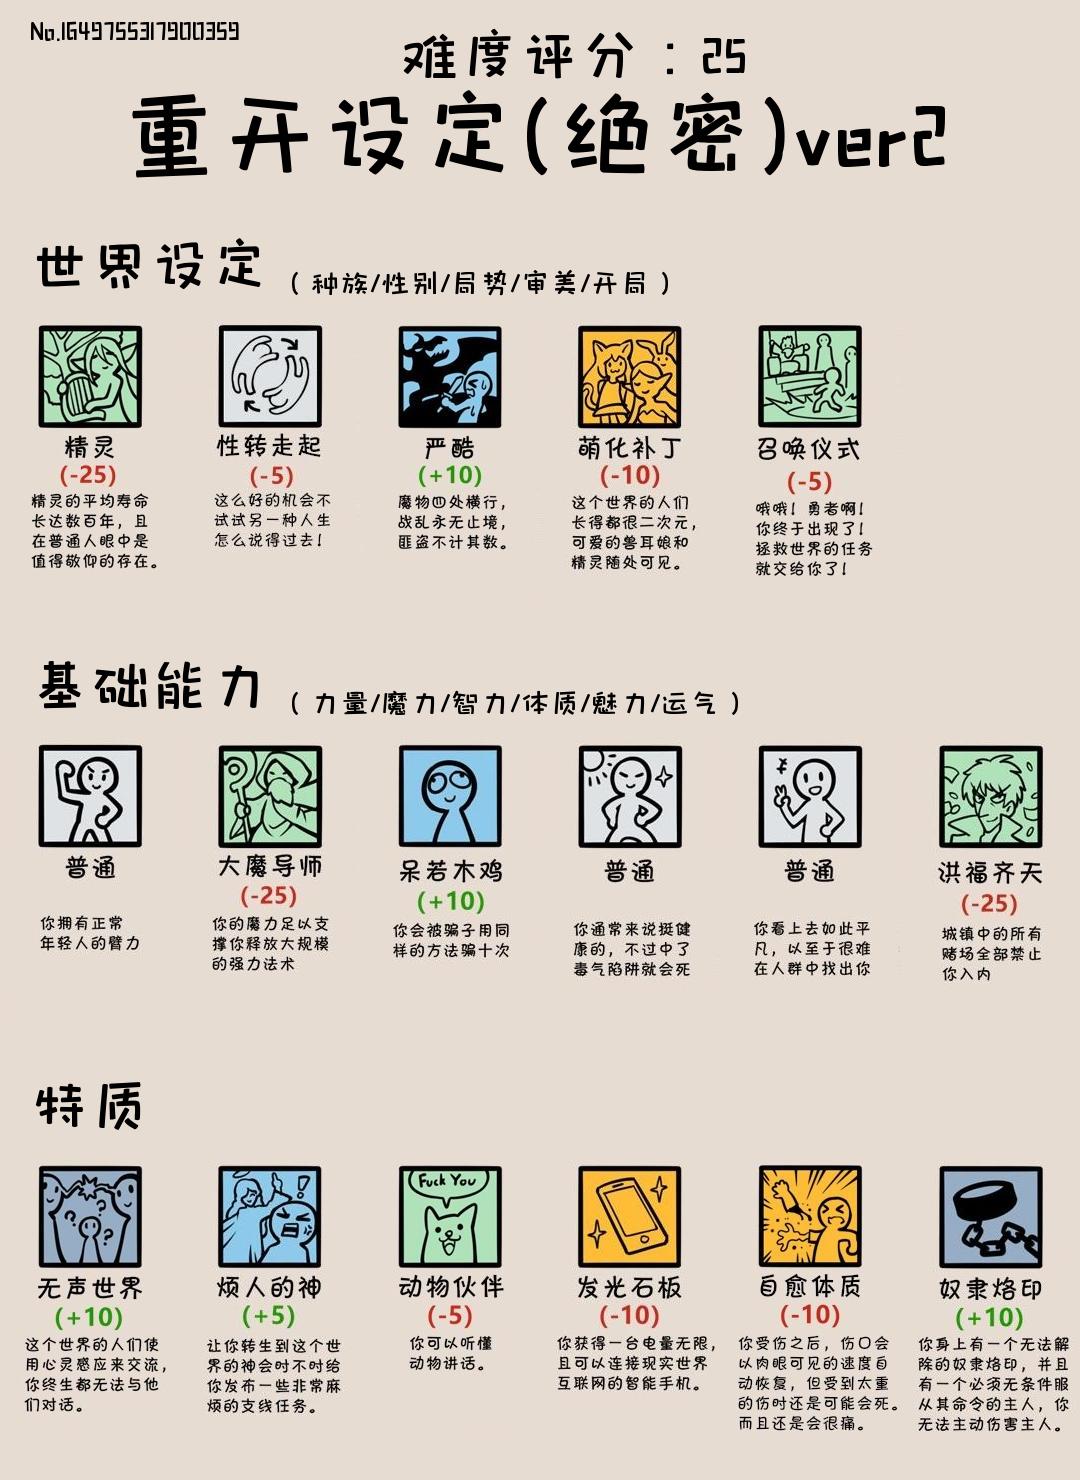 No.1649755317900359
难度评分：25
重开设定(绝密)ver2
世界设定（种族/性别/局势/审美/开局）
精灵
(-25)
精灵的平均寿命
长达数百年，且
在普通人眼中是
值得敬仰的存在。
性转走起
(-5)
这么好的机会不
试试另一种人生
怎么说得过去！
严酷
(+10)
魔物四处横行，
战乱永无止境，
匪盗不计其数。
萌化补丁
(-10)
这个世界的人们
长得都很二次元，
可爱的兽耳娘和
精灵随处可见。
召唤仪式
(-5)
哦哦！勇者啊！
你终于出现了！
拯救世界的任务
就交给你了！
基础能力（力量/魔力/智力/体质/魅力/运气）
普通
你拥有正常
年轻人的臂力
大魔导师
(-25)
你的魔力足以支
撑你释放大规模
的强力法术
呆若木鸡
(+10)
你会被骗子用同
样的方法骗十次
普通
你通常来说挺健
康的，不过中了
毒气陷阱就会死
普通
你看上去如此平
凡，以至于很难
在人群中找出你
洪福齐天
(-25)
城镇中的所有
赌场全部禁止
你入内
特质
无声世界
(+10)
这个世界的人们使
用心灵感应来交流，
你终生都无法与他
们对话。
烦人的神
(+5)
让你转生到这个世
界的神会时不时给
你发布一些非常麻
烦的支线任务。
Fuck You
动物伙伴
(-5)
你可以听懂
动物讲话。
发光石板
(-10)
你获得一台电量无限，
且可以连接现实世界
互联网的智能手机。
自愈体质
(-10)
你受伤之后，伤口会
以肉眼可见的速度自
动恢复，但受到太重
的伤时还是可能会死。
而且还是会很痛。
奴隶烙印
(+10)
你身上有一个无法解
除的奴隶烙印，并且
有一个必须无条件服
从其命令的主人，你
无法主动伤害主人。